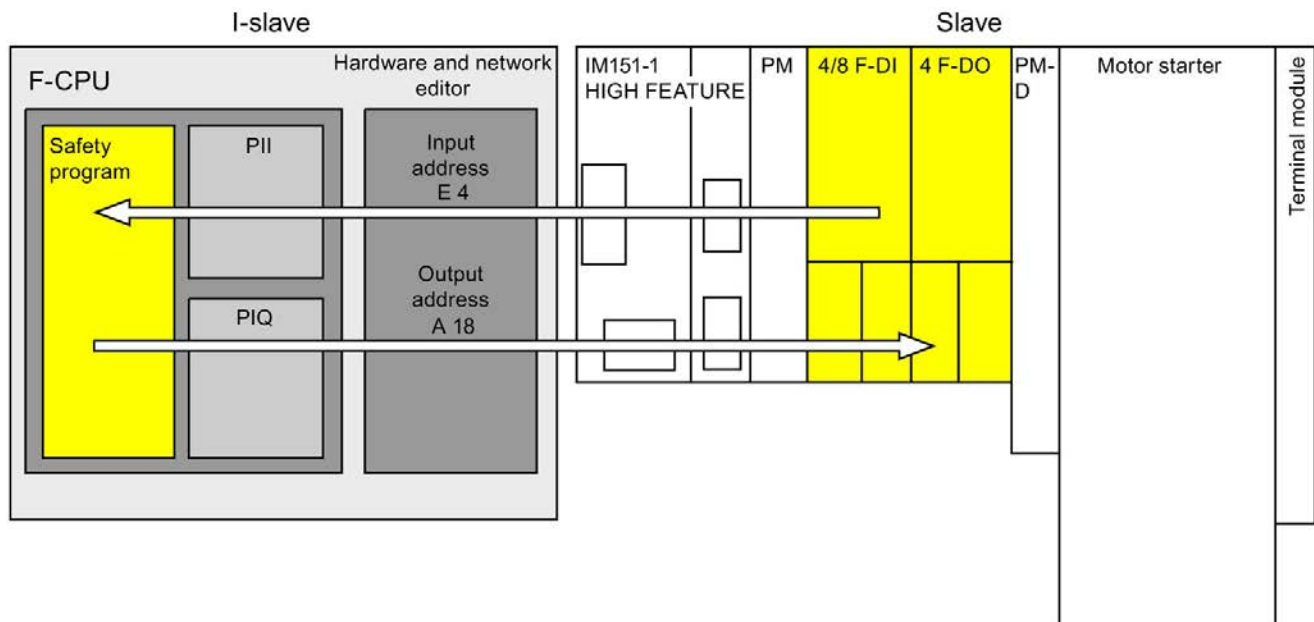 I-slave
Slave
F-CPU
Hardware and network
editor
Safety
program
PII
PIQ
Input
address
E 4
Output
address
A 18
IM151-1
HIGH FEATURE
PM
4/8 F-DI
4 F-DO
PM-
D
Motor starter
Terminal module